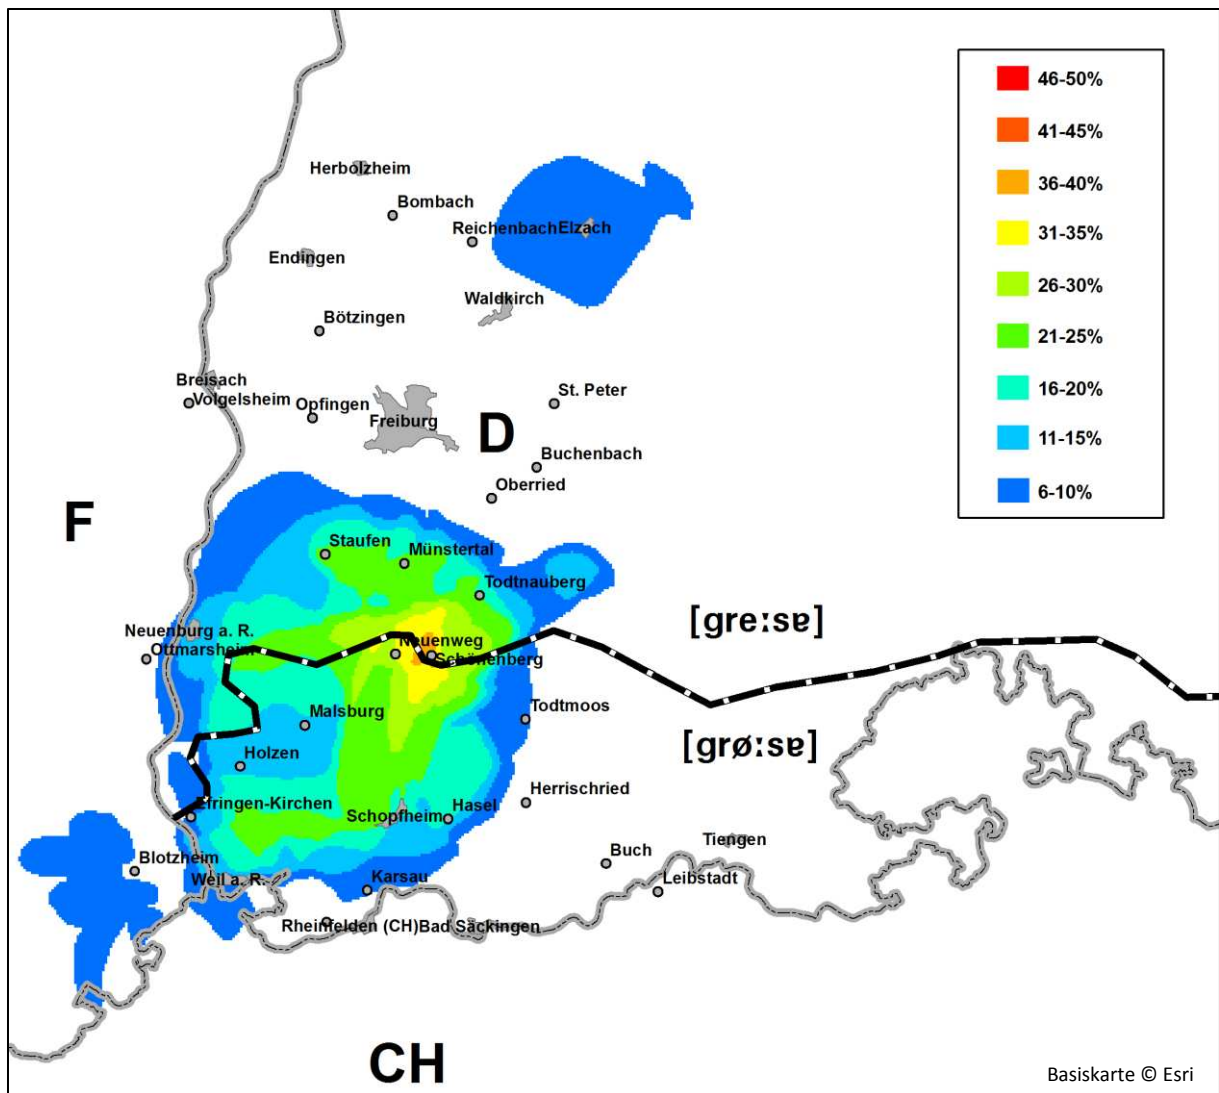 46-50%
41-45%
36-40%
31-35%
26-30%
21-25%
16-20%
11-15%
6-10%
Herbolzheim
Bombach
Reichenbach
Elzach
Endingen
Waldkirch
Bötzingen
Breisach
Volgelsheim
Opfingen
Freiburg
St. Peter
D
Buchenbach
Oberried
F
Staufen
Münstertal
Todtnauberg
[greːsɐ]
Neuenburg a. R.
Ottmarsheim
Neuenweg
Schönenberg
Malsburg
Todtmoos
[grøːsɐ]
Holzen
Efringen-Kirchen
Schopfheim
Hasel
Herrischried
Blotzheim
Weil a. R.
Karsau
Buch
Tiengen
Leibstadt
Rheinfelden (CH)
Bad Säckingen
CH
Basiskarte © Esri